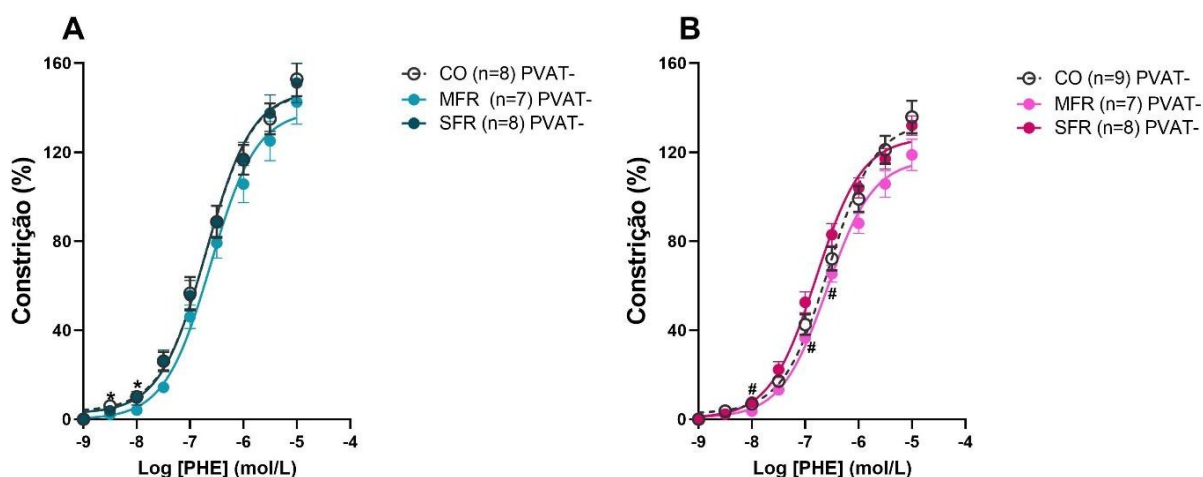 A
CO (n=8) PVAT-
MFR (n=7) PVAT-
SFR (n=8) PVAT-
Constrição (%)
160
120
80
40
0
* *
-9 -8 -7 -6 -5 -4
Log [PHE] (mol/L)
B
CO (n=9) PVAT-
MFR (n=7) PVAT-
SFR (n=8) PVAT-
Constrição (%)
160
120
80
40
0
# # #
-9 -8 -7 -6 -5 -4
Log [PHE] (mol/L)